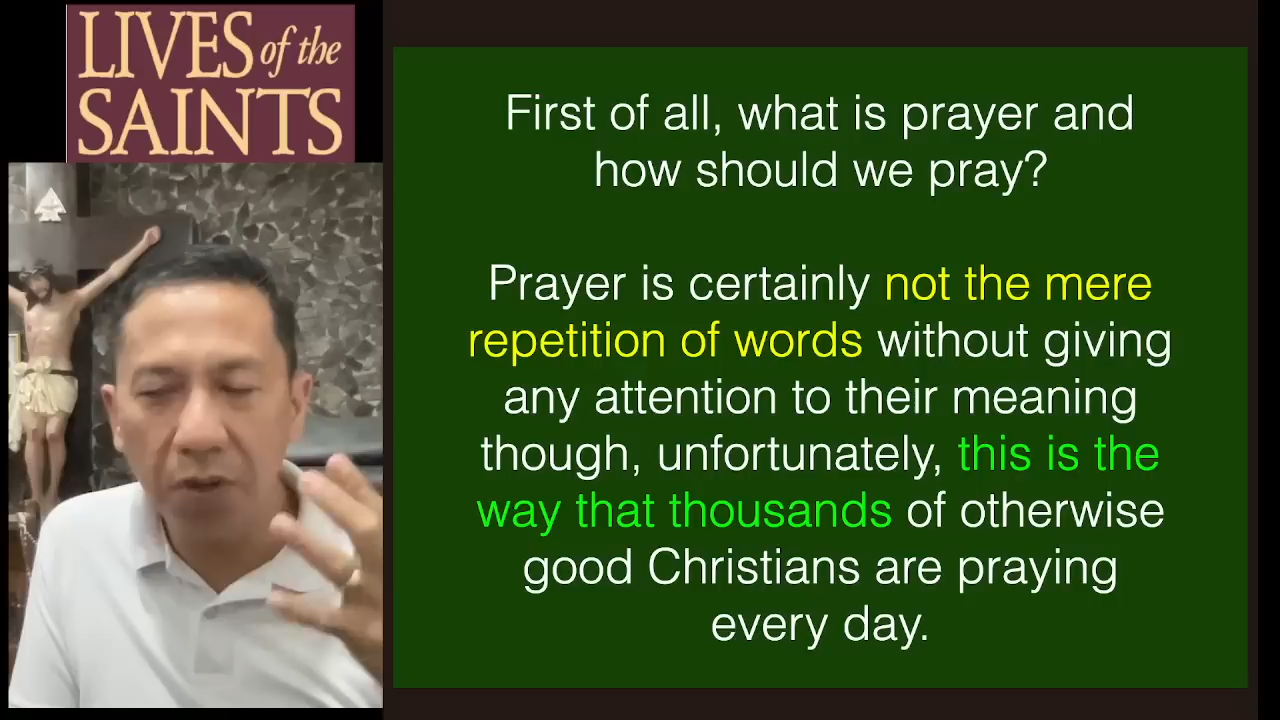 LIVES of the
SAINTS
First of all, what is prayer and
how should we pray?
Prayer is certainly not the mere
repetition of words without giving
any attention to their meaning
though, unfortunately, this is the
way that thousands of otherwise
good Christians are praying
every day.